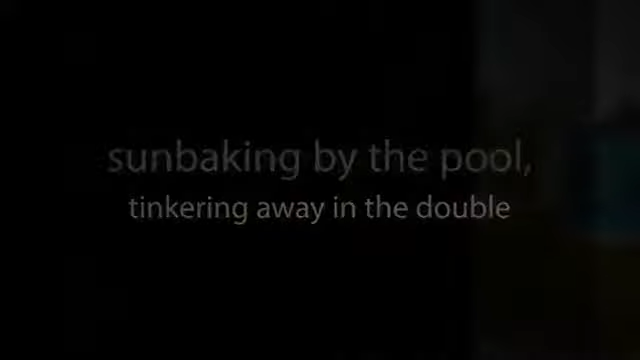 sunbaking by the pool,
tinkering away in the double